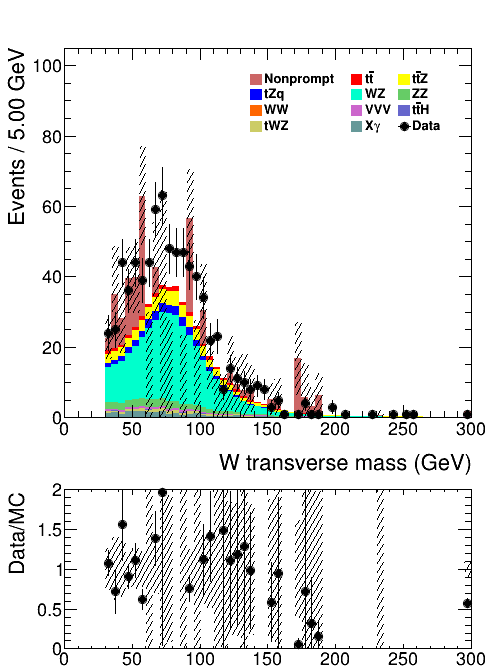 Events / 5.00 GeV
100
80
60
40
20
0
Nonprompt tt̄ tt̄Z
tZq WZ ZZ
WW VVV tt̄H
tWZ Xγ Data
0 50 100 150 200 250 300
W transverse mass (GeV)
Data/MC
2
1.5
1
0.5
0
0 50 100 150 200 250 300